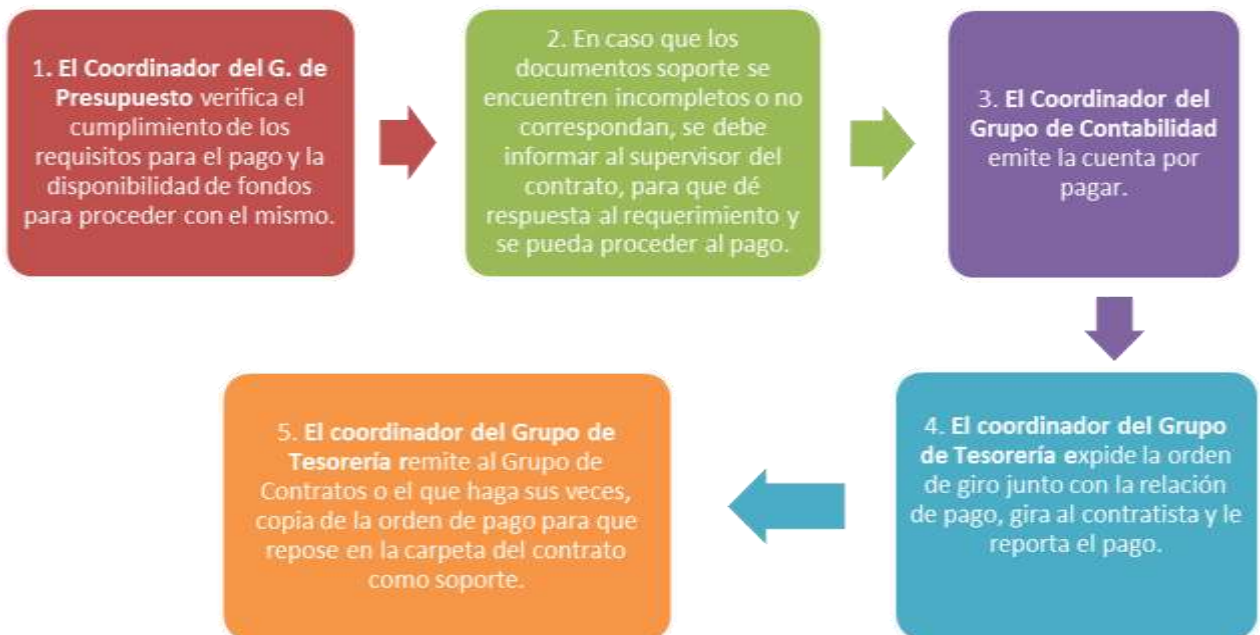 1. El Coordinador del G. de
Presupuesto verifica el
cumplimiento de los
requisitos para el pago y la
disponibilidad de fondos
para proceder con el mismo.
2. En caso que los
documentos soporte se
encuentren incompletos o no
correspondan, se debe
informar al supervisor del
contrato, para que dé
respuesta al requerimiento y
se pueda proceder al pago.
3. El Coordinador del
Grupo de Contabilidad
emite la cuenta por
pagar.
4. El coordinador del Grupo
de Tesorería expide la orden
de giro junto con la relación
de pago, gira al contratista y le
reporta el pago.
5. El coordinador del Grupo de
Tesorería remite al Grupo de
Contratos o el que haga sus veces,
copia de la orden de pago para que
repose en la carpeta del contrato
como soporte.